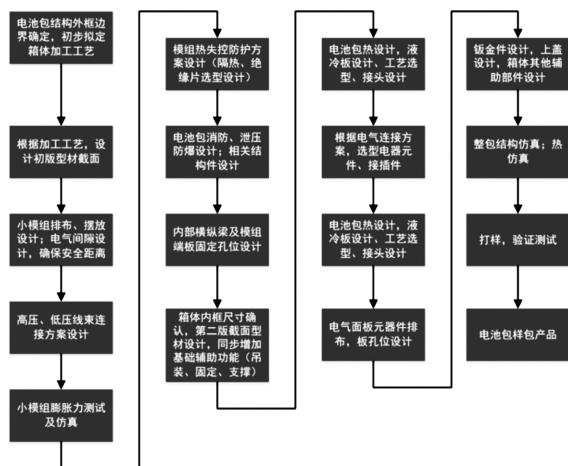 电池包结构外框边
界确定，初步拟定
箱体加工工艺
根据加工工艺，设
计初版型材截面
小模组排布、摆放
设计；电气间隙设
计，确保安全距离
高压、低压线束连
接方案设计
小模组膨胀力测试
及仿真
模组热失控防护方
案设计（隔热、绝
缘片选型设计）
电池包消防、泄压
防爆设计；相关结
构件设计
内部横纵梁及模组
端板固定孔位设计
箱体内框尺寸确
认，第二版截面型
材设计，同步增加
基础辅助功能（吊
装、固定、支撑）
电池包热设计，液
冷板设计、工艺选
型、接头设计
根据电气连接方
案，选型电器元
件、接插件
电池包热设计，液
冷板设计、工艺选
型、接头设计
电气面板元器件排
布，板孔位设计
钣金件设计，上盖
设计，箱体其他辅
助部件设计
整包结构仿真；热
仿真
打样，验证测试
电池包样包产品